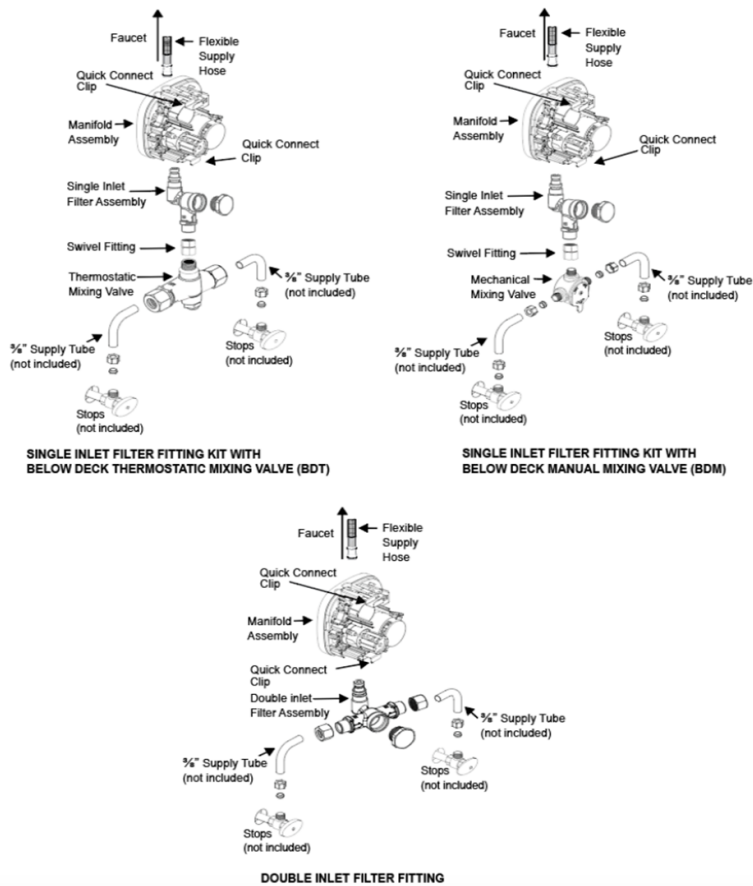 Faucet
Flexible
Supply
Hose
Quick Connect
Clip
Manifold
Assembly
Quick Connect
Clip
Single Inlet
Filter Assembly
Swivel Fitting
Thermostatic
Mixing Valve
⅜" Supply Tube
(not included)
⅜" Supply Tube
(not included)
Stops
(not included)
Stops
(not included)
SINGLE INLET FILTER FITTING KIT WITH
BELOW DECK THERMOSTATIC MIXING VALVE (BDT)
Faucet
Flexible
Supply
Hose
Quick Connect
Clip
Manifold
Assembly
Quick Connect
Clip
Single Inlet
Filter Assembly
Swivel Fitting
Mechanical
Mixing Valve
⅜" Supply Tube
(not included)
Stops
(not included)
⅜" Supply Tube
(not included)
Stops
(not included)
SINGLE INLET FILTER FITTING KIT WITH
BELOW DECK MANUAL MIXING VALVE (BDM)
Faucet
Flexible
Supply
Hose
Quick Connect
Clip
Manifold
Assembly
Quick Connect
Clip
Double inlet
Filter Assembly
⅜" Supply Tube
(not included)
⅜" Supply Tube
(not included)
Stops
(not included)
Stops
(not included)
DOUBLE INLET FILTER FITTING